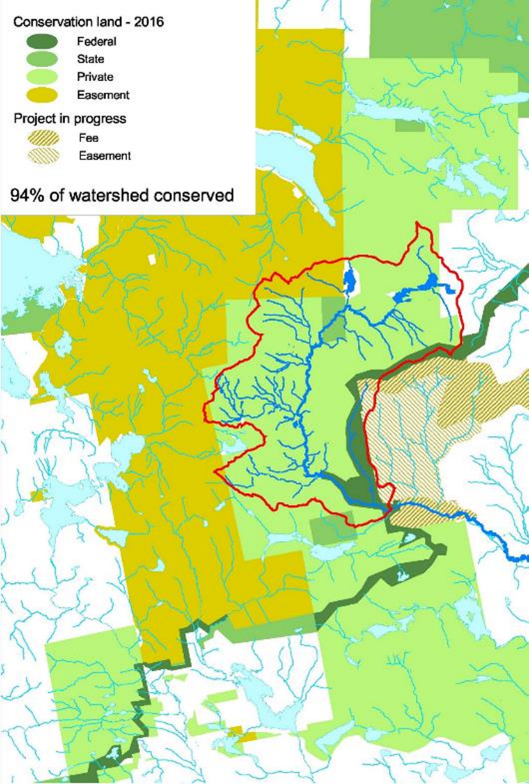 Conservation land - 2016
Federal
State
Private
Easement
Project in progress
Fee
Easement
94% of watershed conserved